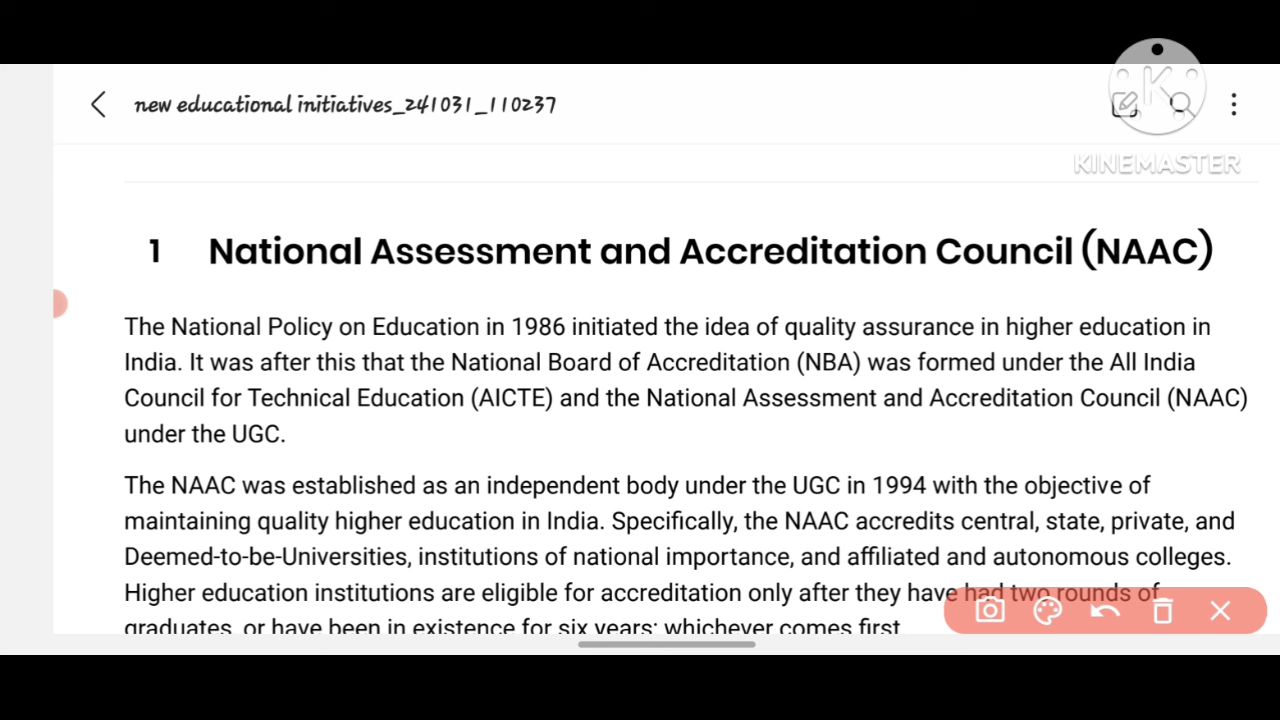 new educational initiatives_241031_110237
K
KINEMASTER
1 National Assessment and Accreditation Council (NAAC)
The National Policy on Education in 1986 initiated the idea of quality assurance in higher education in
India. It was after this that the National Board of Accreditation (NBA) was formed under the All India
Council for Technical Education (AICTE) and the National Assessment and Accreditation Council (NAAC)
under the UGC.
The NAAC was established as an independent body under the UGC in 1994 with the objective of
maintaining quality higher education in India. Specifically, the NAAC accredits central, state, private, and
Deemed-to-be-Universities, institutions of national importance, and affiliated and autonomous colleges.
Higher education institutions are eligible for accreditation only after they have had two rounds of
graduates, or have been in existence for six years; whichever comes first